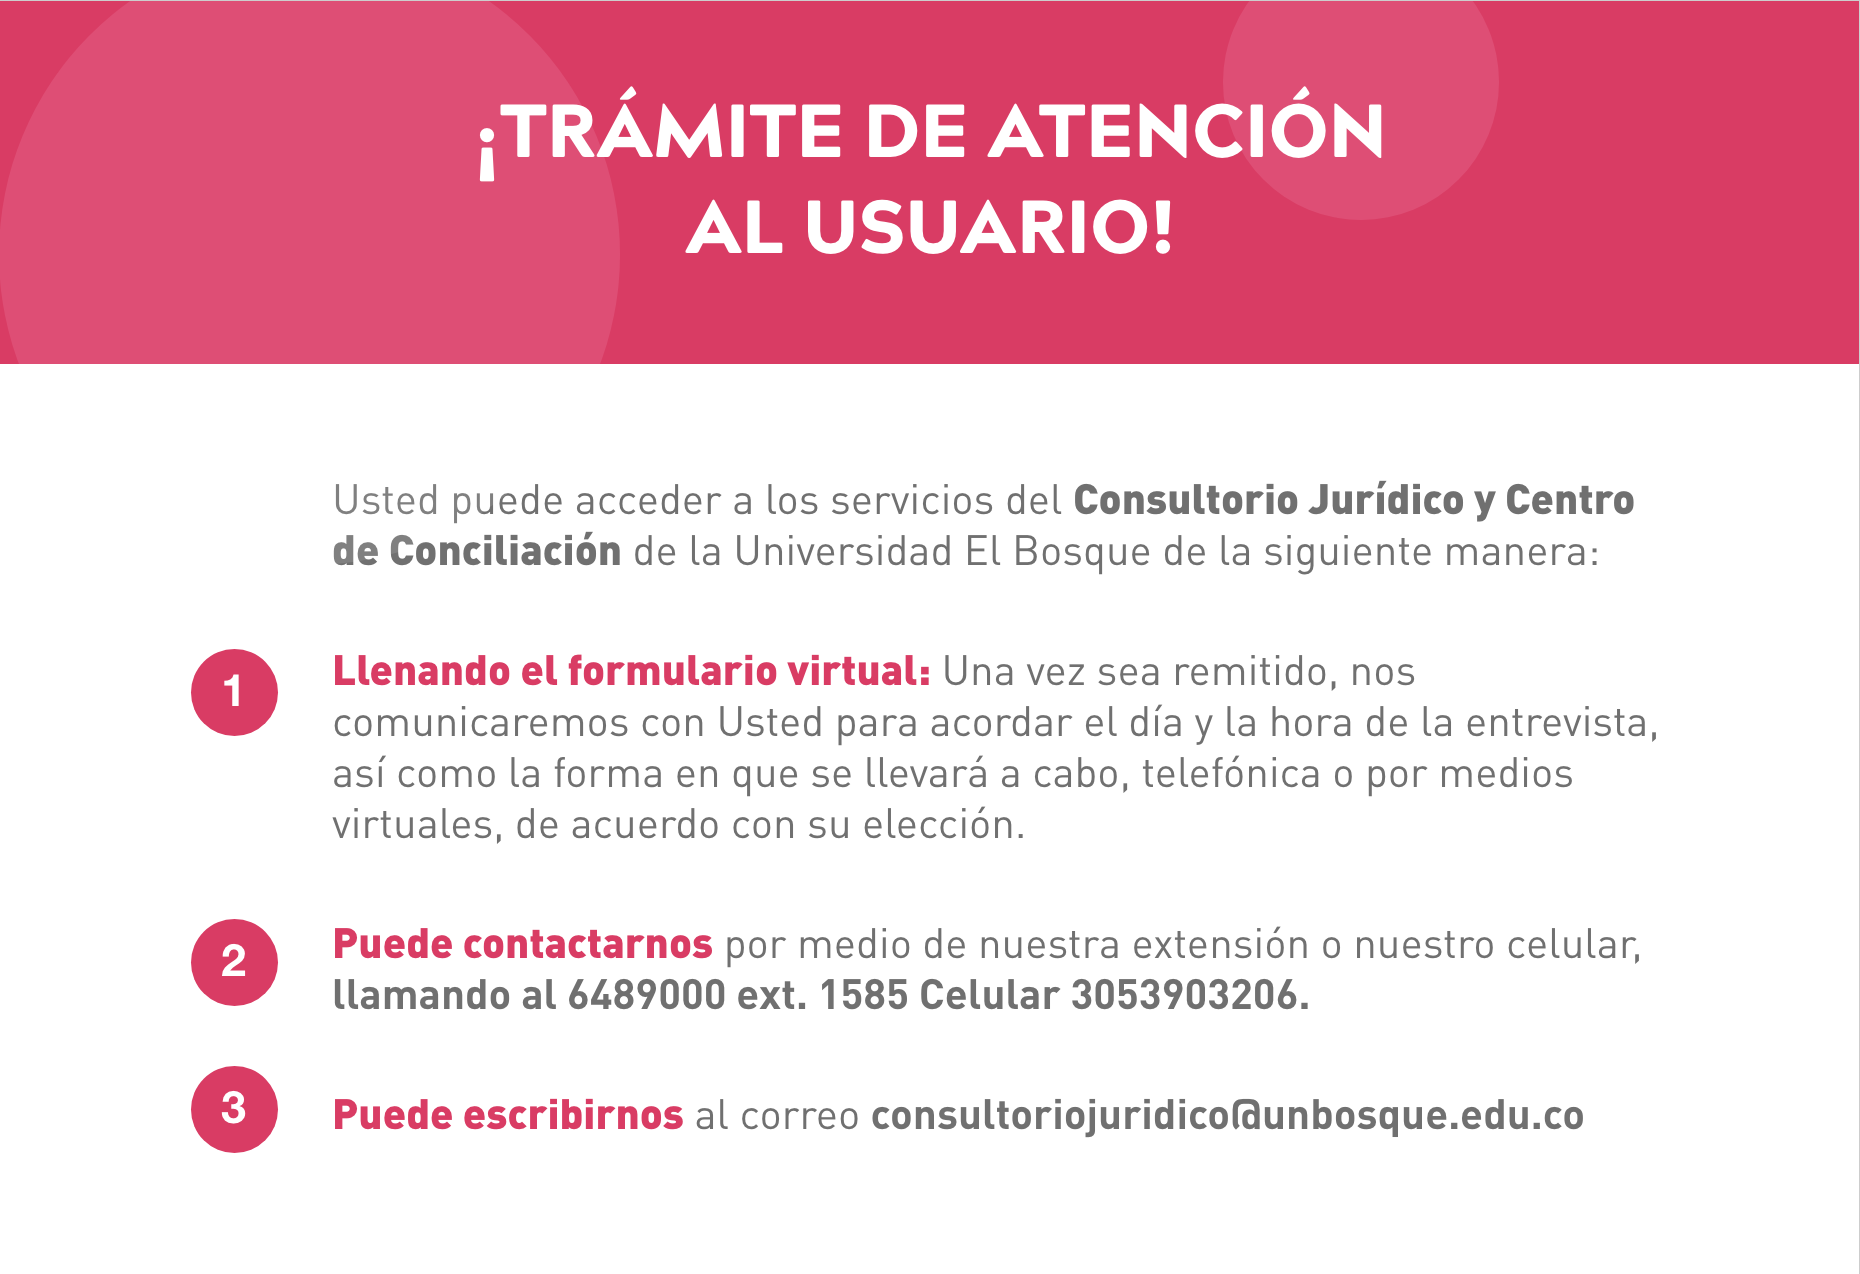 ¡TRÁMITE DE ATENCIÓN
AL USUARIO!
Usted puede acceder a los servicios del Consultorio Jurídico y Centro
de Conciliación de la Universidad El Bosque de la siguiente manera:
1
Llenando el formulario virtual: Una vez sea remitido, nos
comunicaremos con Usted para acordar el día y la hora de la entrevista,
así como la forma en que se llevará a cabo, telefónica o por medios
virtuales, de acuerdo con su elección.
2
Puede contactarnos por medio de nuestra extensión o nuestro celular,
llamando al 6489000 ext. 1585 Celular 3053903206.
3
Puede escribirnos al correo consultoriojuridico@unbosque.edu.co